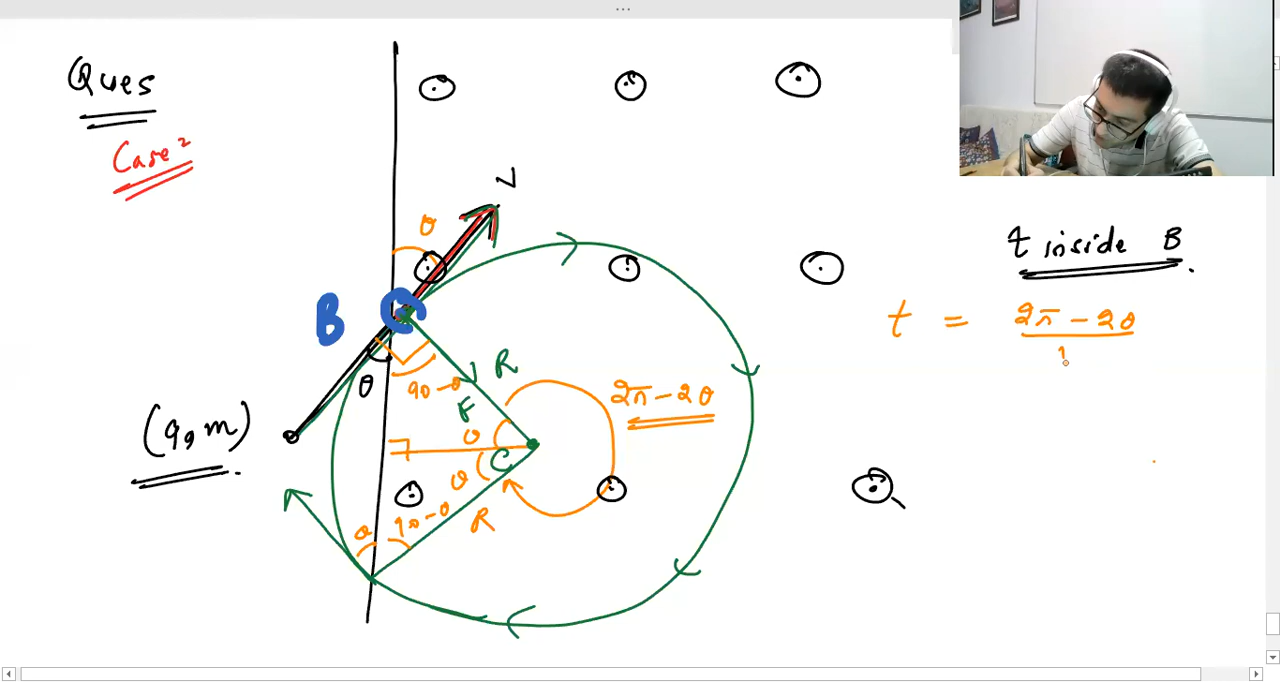 Ques
Case 2
V
θ
t inside B
B
t = 2π - 2θ
θ
90-θ
R
F
2π - 2θ
(q, m)
θ
C
θ
90-θ
R
θ